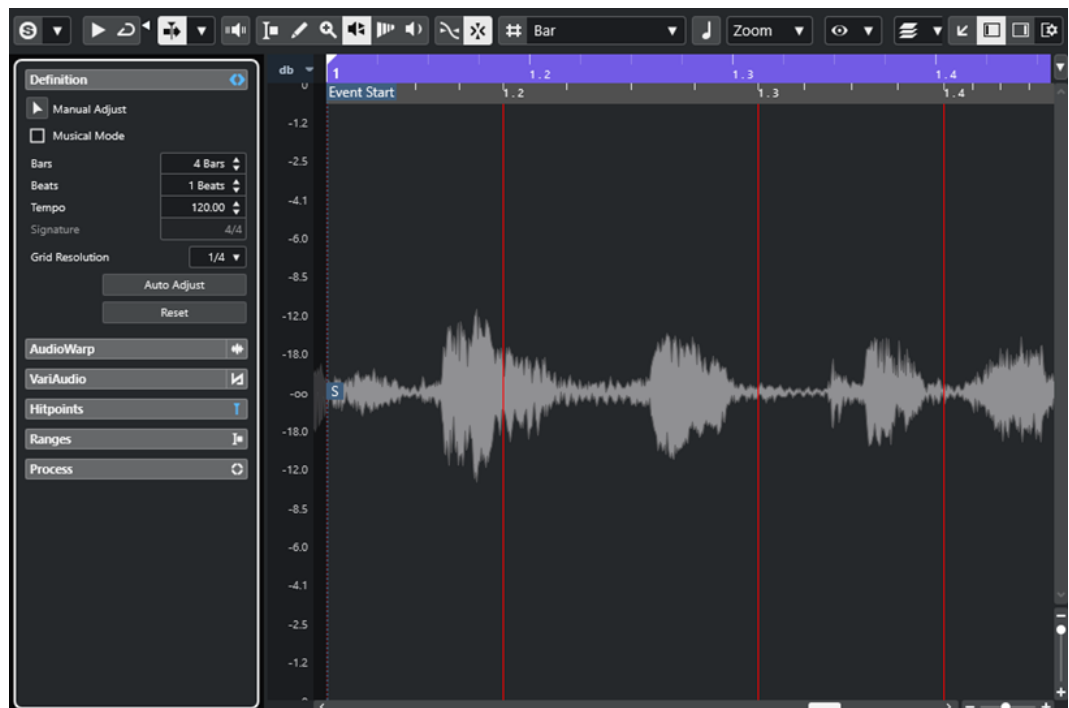 S
Bar
Zoom
Definition
Manual Adjust
Musical Mode
Bars 4 Bars
Beats 1 Beats
Tempo 120.00
Signature 4/4
Grid Resolution 1/4
Auto Adjust
Reset
AudioWarp
VariAudio
Hitpoints
Ranges
Process
db
1 1.2 1.3 1.4
Event Start 1.2 1.3 1.4
0
-1.2
-2.5
-4.1
-6.0
-8.5
-12.0
-18.0
-oo
S
-18.0
-12.0
-8.5
-6.0
-4.1
-2.5
-1.2